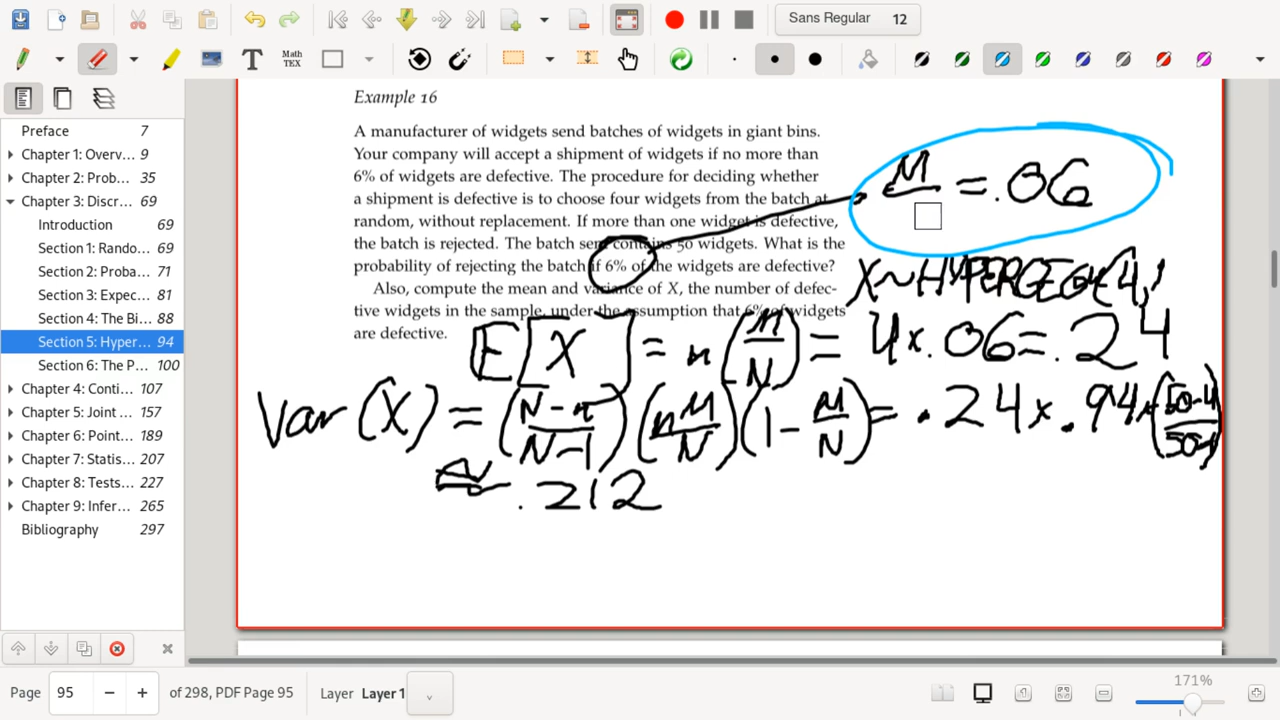 Sans Regular 12
T Math TEX
Preface 7
Chapter 1: Overv... 9
Chapter 2: Prob... 35
Chapter 3: Discr... 69
Introduction 69
Section 1: Rando... 69
Section 2: Proba... 71
Section 3: Expec... 81
Section 4: The Bi... 88
Section 5: Hyper... 94
Section 6: The P... 100
Chapter 4: Conti... 107
Chapter 5: Joint ... 157
Chapter 6: Point... 189
Chapter 7: Statis... 207
Chapter 8: Tests... 227
Chapter 9: Infer... 265
Bibliography 297
Example 16
A manufacturer of widgets send batches of widgets in giant bins.
Your company will accept a shipment of widgets if no more than
6% of widgets are defective. The procedure for deciding whether
a shipment is defective is to choose four widgets from the batch at
random, without replacement. If more than one widget is defective,
the batch is rejected. The batch sent contains 50 widgets. What is the
probability of rejecting the batch if 6% of the widgets are defective?
Also, compute the mean and variance of X, the number of defec-
tive widgets in the sample, under the assumption that 6% of widgets
are defective.
M/ = .06
X~HYPERGEO(4,
E[X] = n(M/N) = 4x.06=.24
Var(X) = (N-n/N-1)(nM/N)(1-M/N)= .24x.94x(50-4/50-1)
≈ .212
Page 95 − + of 298, PDF Page 95 Layer Layer 1 171%